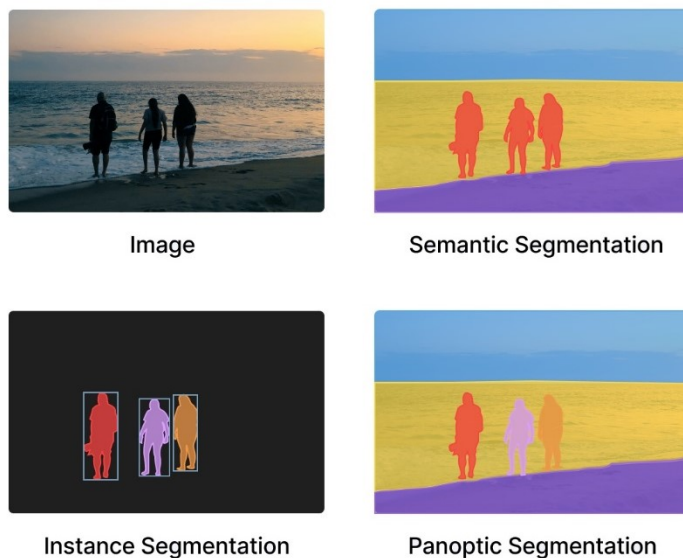 Image
Semantic Segmentation
Instance Segmentation
Panoptic Segmentation